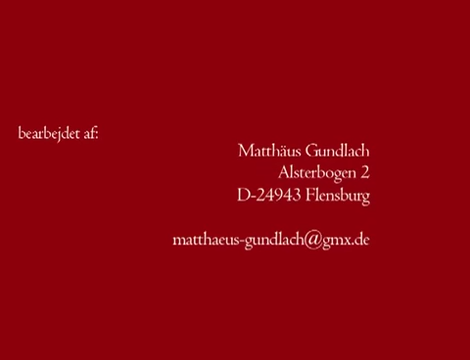 bearbejdet af:
Matthäus Gundlach
Alsterbogen 2
D-24943 Flensburg
matthaeus-gundlach@gmx.de